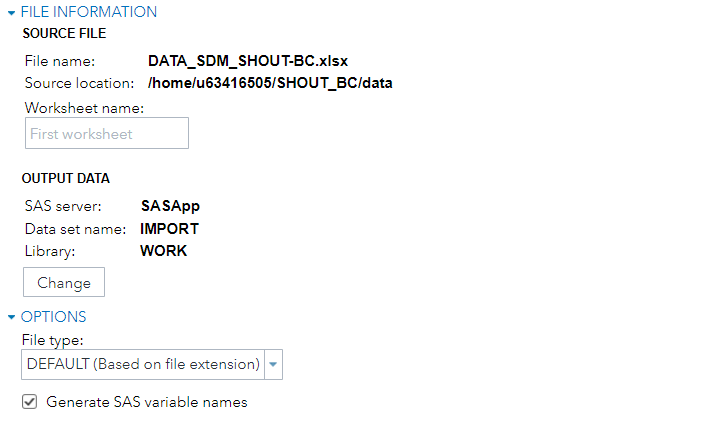 FILE INFORMATION
SOURCE FILE
File name: DATA_SDM_SHOUT-BC.xlsx
Source location: /home/u63416505/SHOUT_BC/data
Worksheet name:
First worksheet
OUTPUT DATA
SAS server: SASApp
Data set name: IMPORT
Library: WORK
Change
OPTIONS
File type:
DEFAULT (Based on file extension)
Generate SAS variable names